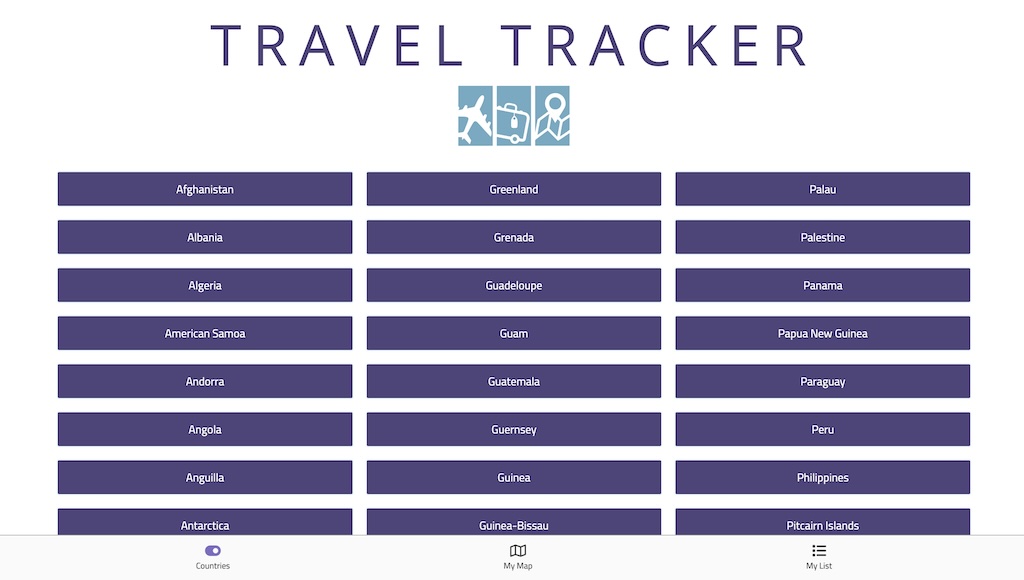 TRAVEL TRACKER
Afghanistan
Greenland
Palau
Albania
Grenada
Palestine
Algeria
Guadeloupe
Panama
American Samoa
Guam
Papua New Guinea
Andorra
Guatemala
Paraguay
Angola
Guernsey
Peru
Anguilla
Guinea
Philippines
Antarctica
Guinea-Bissau
Pitcairn Islands
Countries
My Map
My List